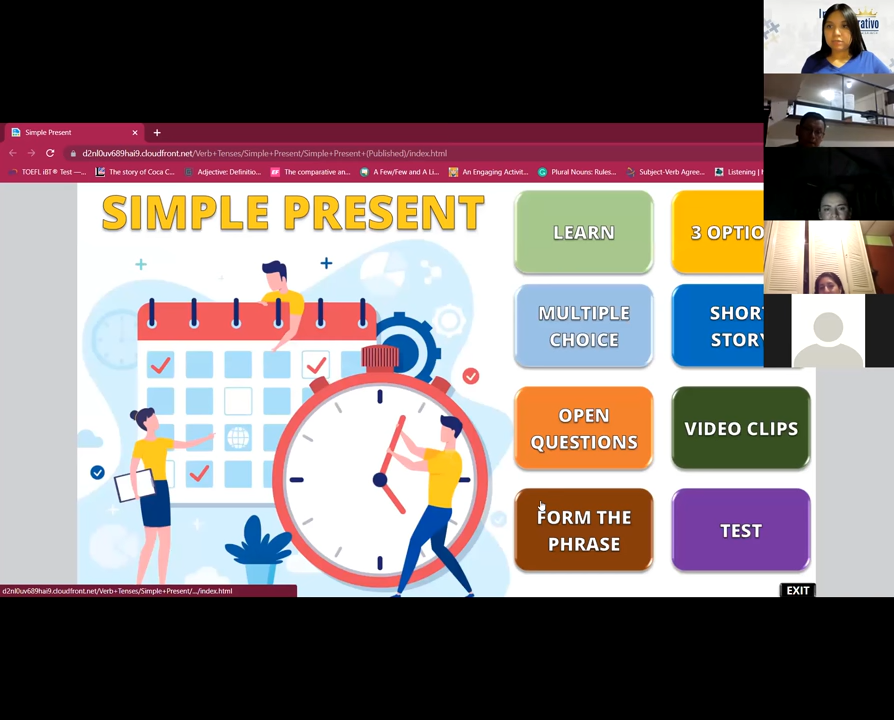 Simple Present
d2nl0uv689hai9.cloudfront.net/Verb+Tenses/Simple+Present/Simple+Present+(Published)/index.html
TOEFL iBT® Test —...
The story of Coca C...
Adjective: Definitio...
The comparative an...
A Few/Few and A Li...
An Engaging Activit...
Plural Nouns: Rules...
Subject-Verb Agree...
Listening |
SIMPLE PRESENT
LEARN
3 OPTIO
MULTIPLE
CHOICE
SHOR
STORY
OPEN
QUESTIONS
VIDEO CLIPS
FORM THE
PHRASE
TEST
EXIT
d2nl0uv689hai9.cloudfront.net/Verb+Tenses/Simple+Present/.../index.html